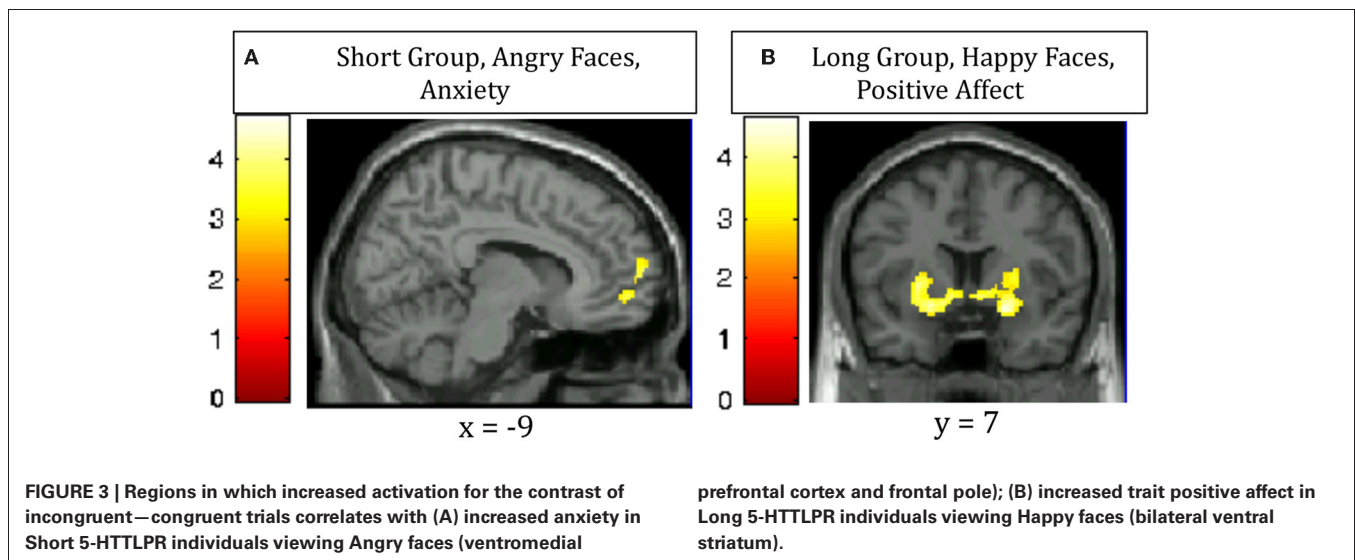 A Short Group, Angry Faces,
Anxiety
B Long Group, Happy Faces,
Positive Affect
4
3
2
1
0
x = -9
4
3
2
1
0
y = 7
FIGURE 3 | Regions in which increased activation for the contrast of
incongruent—congruent trials correlates with (A) increased anxiety in
Short 5-HTTLPR individuals viewing Angry faces (ventromedial
prefrontal cortex and frontal pole); (B) increased trait positive affect in
Long 5-HTTLPR individuals viewing Happy faces (bilateral ventral
striatum).